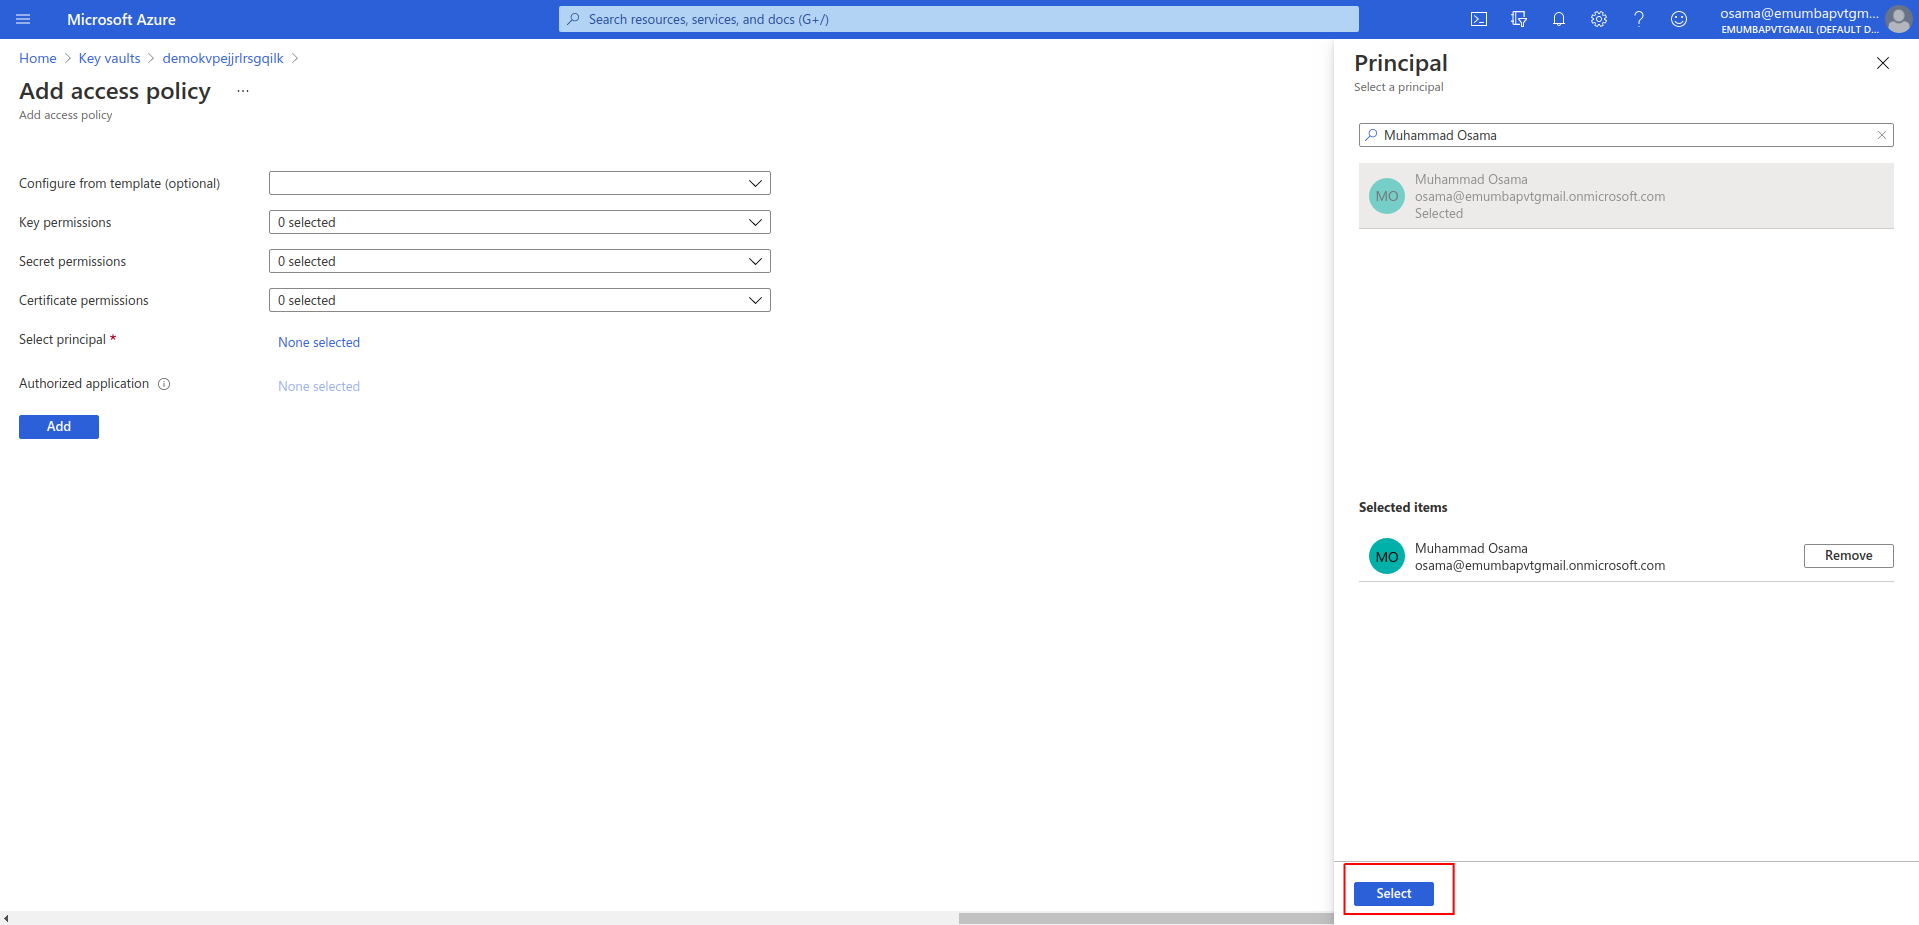 Microsoft Azure
Search resources, services, and docs (G+/)
osama@emumbapvtgm...
EMUMBAPVTGMAIL (DEFAULT D...
Home > Key vaults > demokvpejjrlrsgqilk >
Add access policy ...
Add access policy
Configure from template (optional)
Key permissions
0 selected
Secret permissions
0 selected
Certificate permissions
0 selected
Select principal *
None selected
Authorized application
None selected
Add
Principal
Select a principal
Muhammad Osama
MO
Muhammad Osama
osama@emumbapvtgmail.onmicrosoft.com
Selected
Selected items
MO
Muhammad Osama
osama@emumbapvtgmail.onmicrosoft.com
Remove
Select